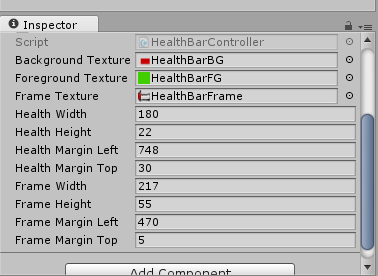 Inspector
Script HealthBarController
Background Texture HealthBarBG
Foreground Texture HealthBarFG
Frame Texture HealthBarFrame
Health Width 180
Health Height 22
Health Margin Left 748
Health Margin Top 30
Frame Width 217
Frame Height 55
Frame Margin Left 470
Frame Margin Top 5
Add Component